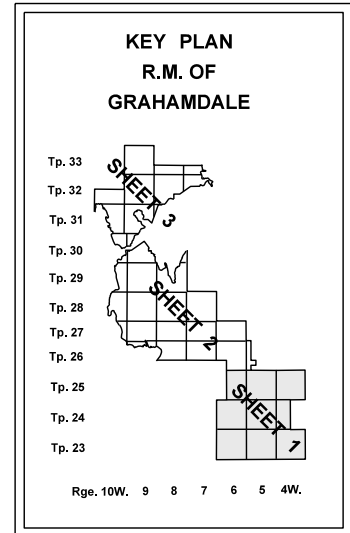 KEY PLAN
R.M. OF
GRAHAMDALE
Tp. 33
Tp. 32
Tp. 31
Tp. 30
Tp. 29
Tp. 28
Tp. 27
Tp. 26
Tp. 25
Tp. 24
Tp. 23
SHEET 3
SHEET 2
SHEET 1
Rge. 10W. 9 8 7 6 5 4W.